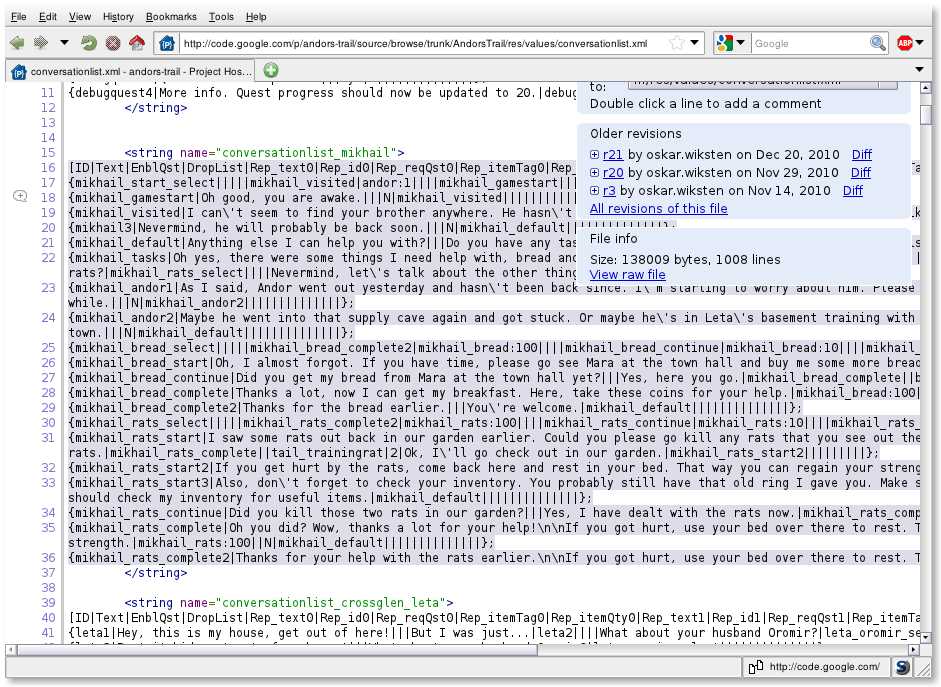 File Edit View History Bookmarks Tools Help
http://code.google.com/p/andors-trail/source/browse/trunk/AndorsTrail/res/values/conversationlist.xml
Google
ABP
conversationlist.xml - andors-trail - Project Hos...
to:
Double click a line to add a comment
Older revisions
r21 by oskar.wiksten on Dec 20, 2010 Diff
r20 by oskar.wiksten on Nov 29, 2010 Diff
r3 by oskar.wiksten on Nov 14, 2010 Diff
All revisions of this file
File info
Size: 138009 bytes, 1008 lines
View raw file
11 {debugquest4|More info. Quest progress should now be updated to 20.|debug
12 </string>
13
14
15 <string name="conversationlist_mikhail">
16 [ID|Text|EnblQst|DropList|Rep_text0|Rep_id0|Rep_reqQst0|Rep_itemTag0|Rep_
17 {mikhail_start_select|||||mikhail_visited|andor:1||||mikhail_gamestart|||
18 {mikhail_gamestart|Oh good, you are awake.|||N|mikhail_visited||||||||||
19 {mikhail_visited|I can\'t seem to find your brother anywhere. He hasn\'t
20 {mikhail3|Nevermind, he will probably be back soon.|||N|mikhail_default|||||||||||||};
21 {mikhail_default|Anything else I can help you with?|||Do you have any tas
22 {mikhail_tasks|Oh yes, there were some things I need help with, bread and
rats?|mikhail_rats_select||||Nevermind, let\'s talk about the other thing
23 {mikhail_andor1|As I said, Andor went out yesterday and hasn\'t been back since. I\'m starting to worry about him. Please
while.|||N|mikhail_andor2|||||||||||||};
24 {mikhail_andor2|Maybe he went into that supply cave again and got stuck. Or maybe he\'s in Leta\'s basement training with
town.|||N|mikhail_default|||||||||||||};
25 {mikhail_bread_select|||||mikhail_bread_complete2|mikhail_bread:100||||mikhail_bread_continue|mikhail_bread:10||||mikhail_
26 {mikhail_bread_start|Oh, I almost forgot. If you have time, please go see Mara at the town hall and buy me some more bread
27 {mikhail_bread_continue|Did you get my bread from Mara at the town hall yet?|||Yes, here you go.|mikhail_bread_complete||b
28 {mikhail_bread_complete|Thanks a lot, now I can get my breakfast. Here, take these coins for your help.|mikhail_bread:100|
29 {mikhail_bread_complete2|Thanks for the bread earlier.|||You\'re welcome.|mikhail_default|||||||||||||};
30 {mikhail_rats_select|||||mikhail_rats_complete2|mikhail_rats:100||||mikhail_rats_continue|mikhail_rats:10||||mikhail_rats_
31 {mikhail_rats_start|I saw some rats out back in our garden earlier. Could you please go kill any rats that you see out the
rats.|mikhail_rats_complete||tail_trainingrat|2|Ok, I\'ll go check out in our garden.|mikhail_rats_start2|||||||||};
32 {mikhail_rats_start2|If you get hurt by the rats, come back here and rest in your bed. That way you can regain your streng
33 {mikhail_rats_start3|Also, don\'t forget to check your inventory. You probably still have that old ring I gave you. Make s
should check my inventory for useful items.|mikhail_default|||||||||||||};
34 {mikhail_rats_continue|Did you kill those two rats in our garden?|||Yes, I have dealt with the rats now.|mikhail_rats_comp
35 {mikhail_rats_complete|Oh you did? Wow, thanks a lot for your help!\n\nIf you got hurt, use your bed over there to rest. T
strength.|mikhail_rats:100||N|mikhail_default|||||||||||||};
36 {mikhail_rats_complete2|Thanks for your help with the rats earlier.\n\nIf you got hurt, use your bed over there to rest. T
37 </string>
38
39 <string name="conversationlist_crossglen_leta">
40 [ID|Text|EnblQst|DropList|Rep_text0|Rep_id0|Rep_reqQst0|Rep_itemTag0|Rep_itemQty0|Rep_text1|Rep_id1|Rep_reqQst1|Rep_itemTa
41 {leta1|Hey, this is my house, get out of here!|||But I was just...|leta2||||What about your husband Oromir?|leta_oromir_se
http://code.google.com/